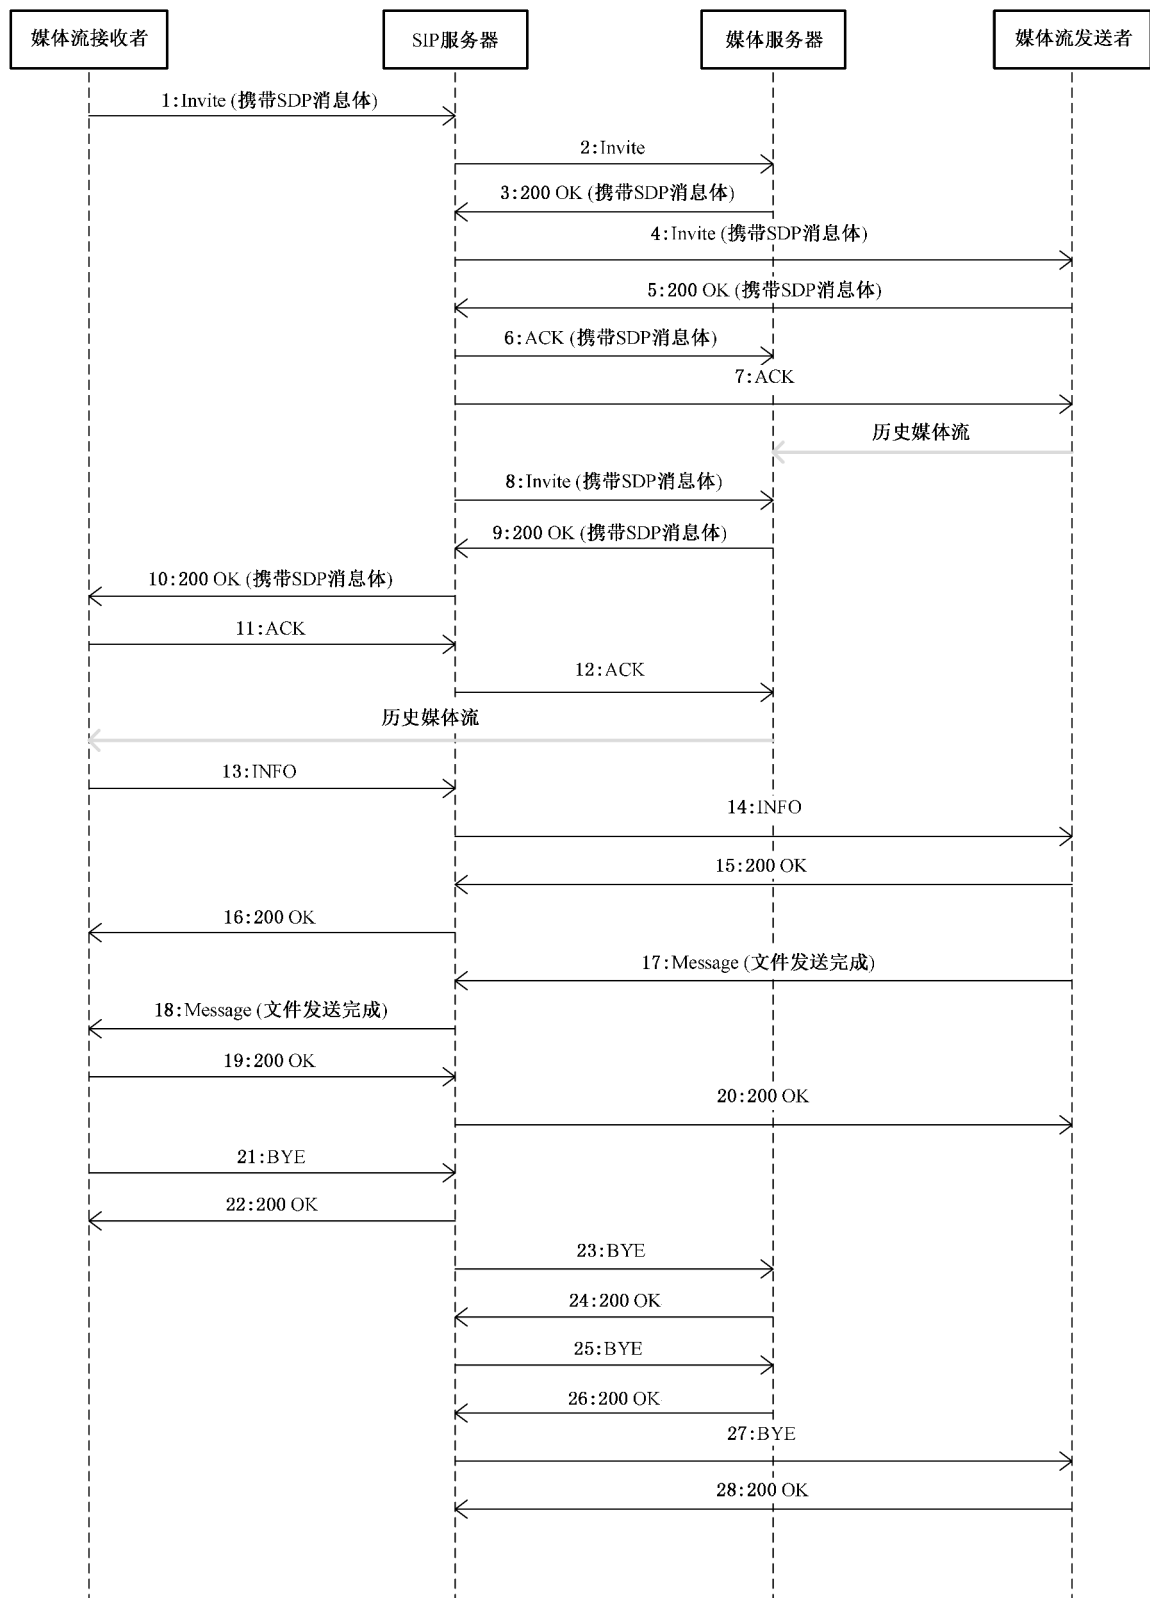 媒体流接收者
SIP服务器
媒体服务器
媒体流发送者
1:Invite (携带SDP消息体)
2:Invite
3:200 OK (携带SDP消息体)
4:Invite (携带SDP消息体)
5:200 OK (携带SDP消息体)
6:ACK (携带SDP消息体)
7:ACK
历史媒体流
8:Invite (携带SDP消息体)
9:200 OK (携带SDP消息体)
10:200 OK (携带SDP消息体)
11:ACK
12:ACK
历史媒体流
13:INFO
14:INFO
15:200 OK
16:200 OK
17:Message (文件发送完成)
18:Message (文件发送完成)
19:200 OK
20:200 OK
21:BYE
22:200 OK
23:BYE
24:200 OK
25:BYE
26:200 OK
27:BYE
28:200 OK